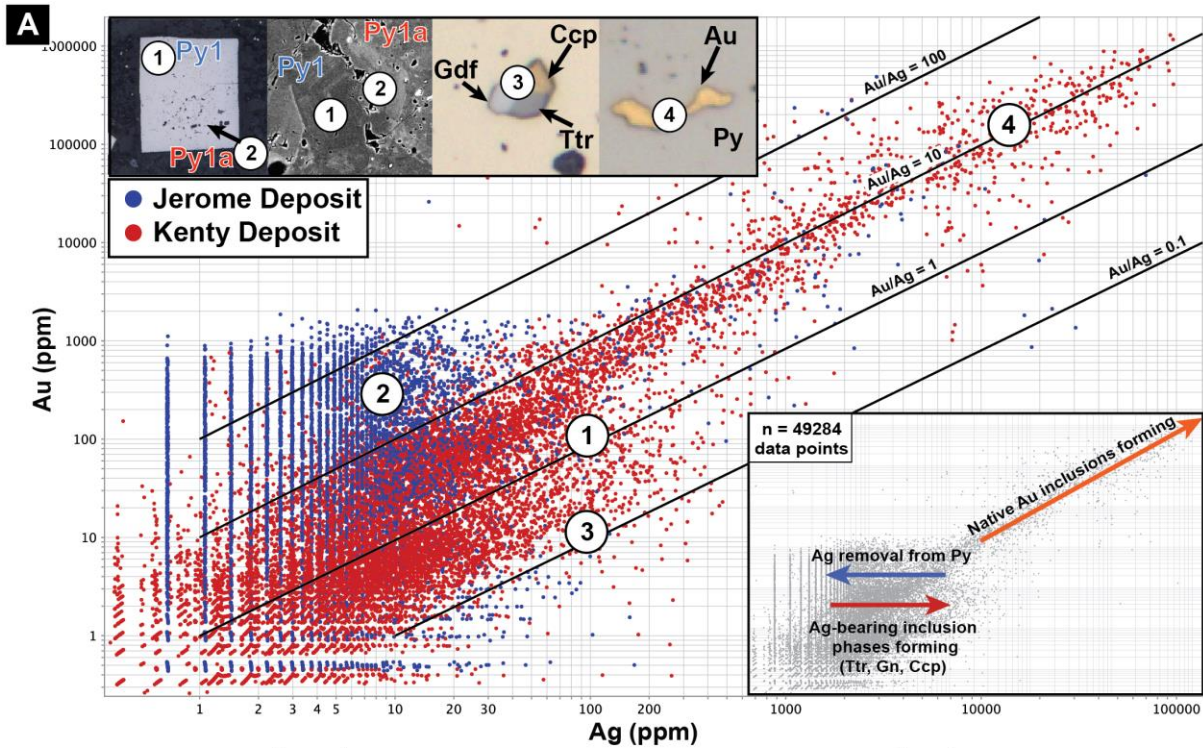 A
1
Py1
Py1a
2
Py1
Py1a
1
2
Ccp
Gdf
3
Ttr
Au
4
Py
Jerome Deposit
Kenty Deposit
Au/Ag = 100
Au/Ag = 10
Au/Ag = 1
Au/Ag = 0.1
4
2
1
3
1000000
100000
10000
1000
100
10
1
Au (ppm)
1
2
3
4
5
10
20
30
100
200
1000
10000
100000
Ag (ppm)
n = 49284
data points
Native Au inclusions forming
Ag removal from Py
Ag-bearing inclusion
phases forming
(Ttr, Gn, Ccp)